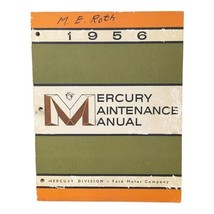 M. E. Roth
1956
MERCURY
MAINTENANCE
MANUAL
MERCURY DIVISION - Ford Motor Company